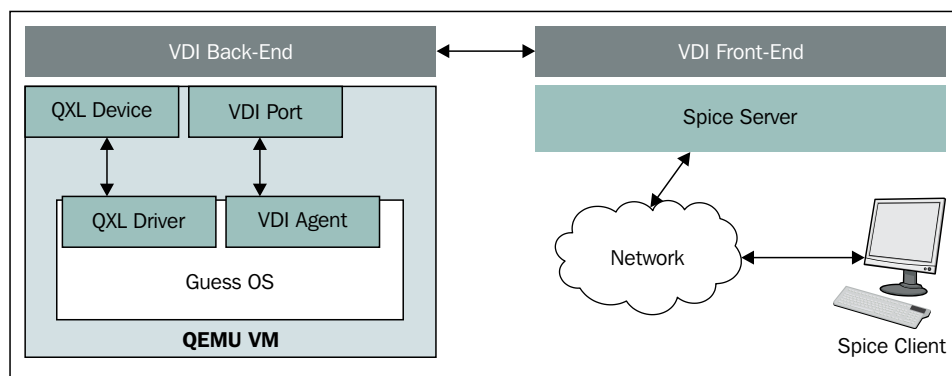 VDI Back-End
VDI Front-End
QXL Device
VDI Port
Spice Server
QXL Driver
VDI Agent
Guess OS
Network
QEMU VM
Spice Client